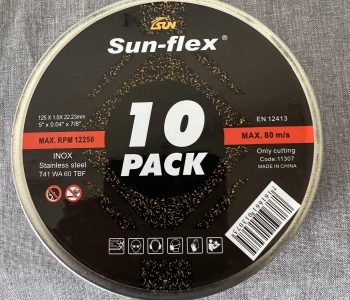 SUN
Sun-flex®
125 X 1.0X 22.23mm
5" x 0.04" x 7/8"
EN 12413
10
PACK
MAX. RPM 12250
MAX. 80 m/s
INOX
Stainless steel
T41 WA 60 TBF
Only cutting
Code: 11307
MADE IN CHINA